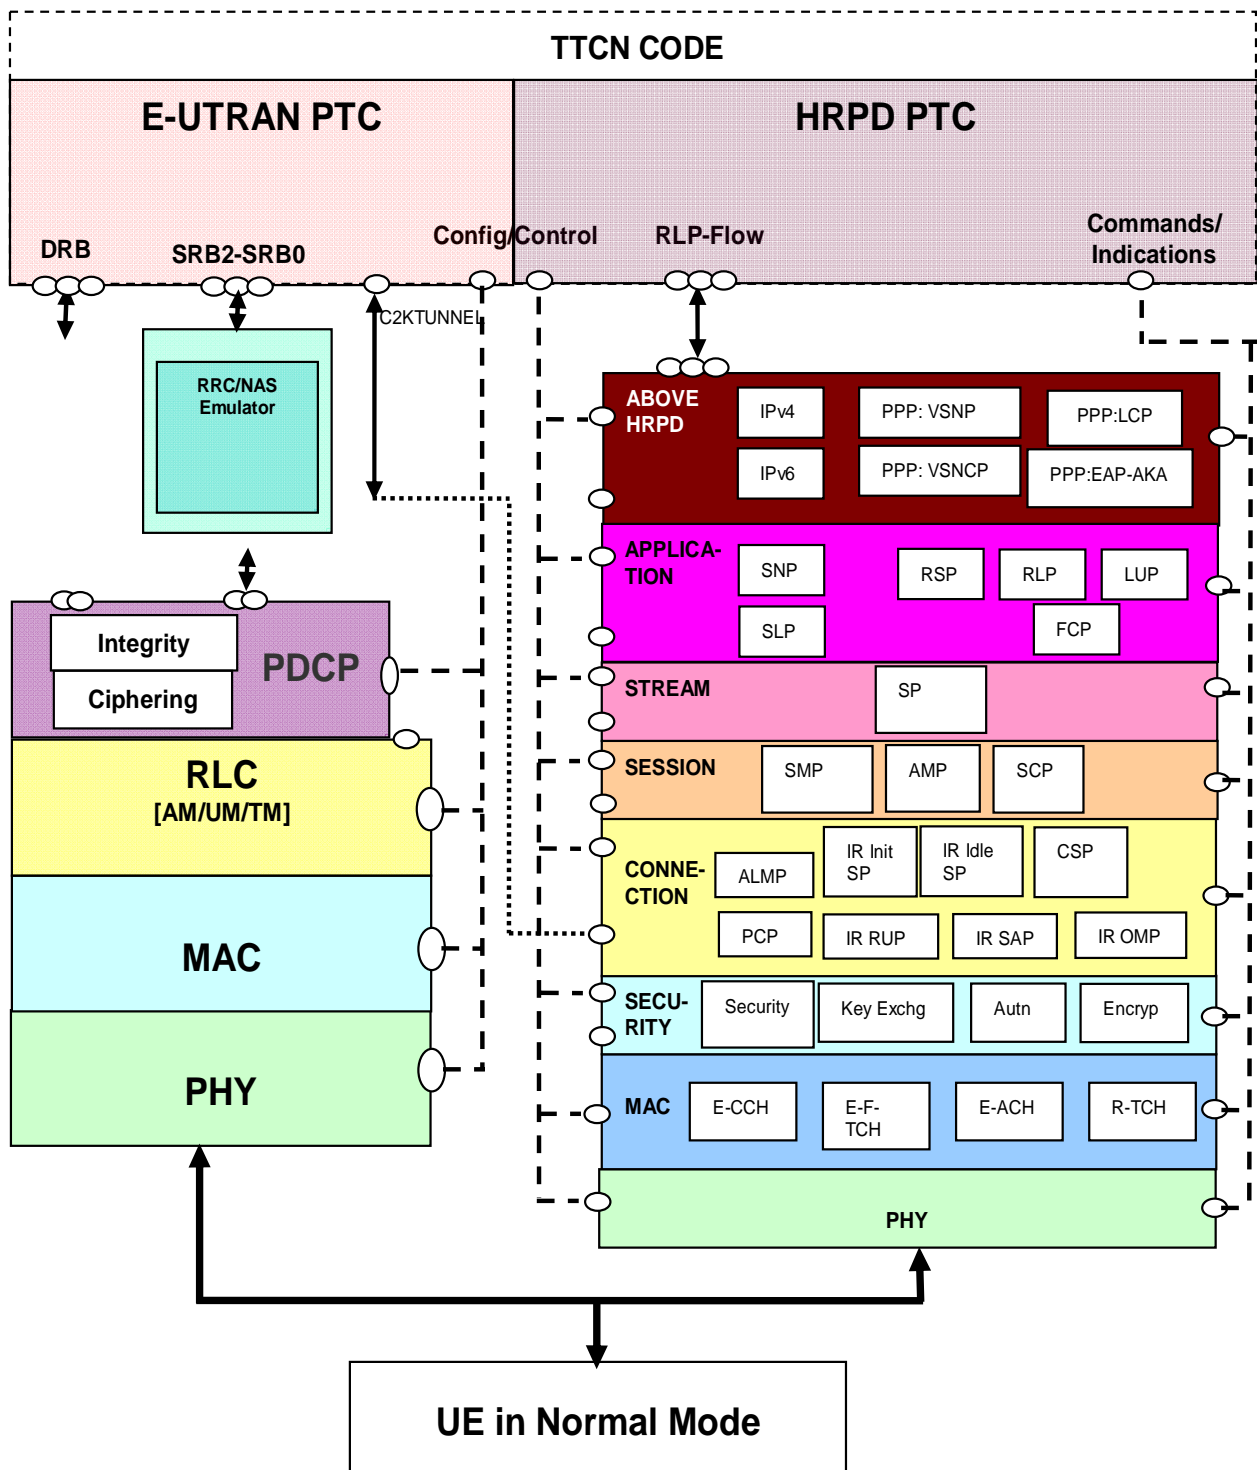 TTCN CODE
E-UTRAN PTC
HRPD PTC
DRB
SRB2-SRB0
Config/Control
RLP-Flow
Commands/
Indications
C2KTUNNEL
RRC/NAS
Emulator
Integrity
Ciphering
PDCP
RLC
[AM/UM/TM]
MAC
PHY
ABOVE
HRPD
IPv4
PPP: VSNP
PPP:LCP
IPv6
PPP: VSNCP
PPP:EAP-AKA
APPLICA-
TION
SNP
RSP
RLP
LUP
SLP
FCP
STREAM
SP
SESSION
SMP
AMP
SCP
CONNE-
CTION
ALMP
IR Init
SP
IR Idle
SP
CSP
PCP
IR RUP
IR SAP
IR OMP
SECU-
RITY
Security
Key Exchg
Autn
Encryp
MAC
E-CCH
E-F-
TCH
E-ACH
R-TCH
PHY
UE in Normal Mode